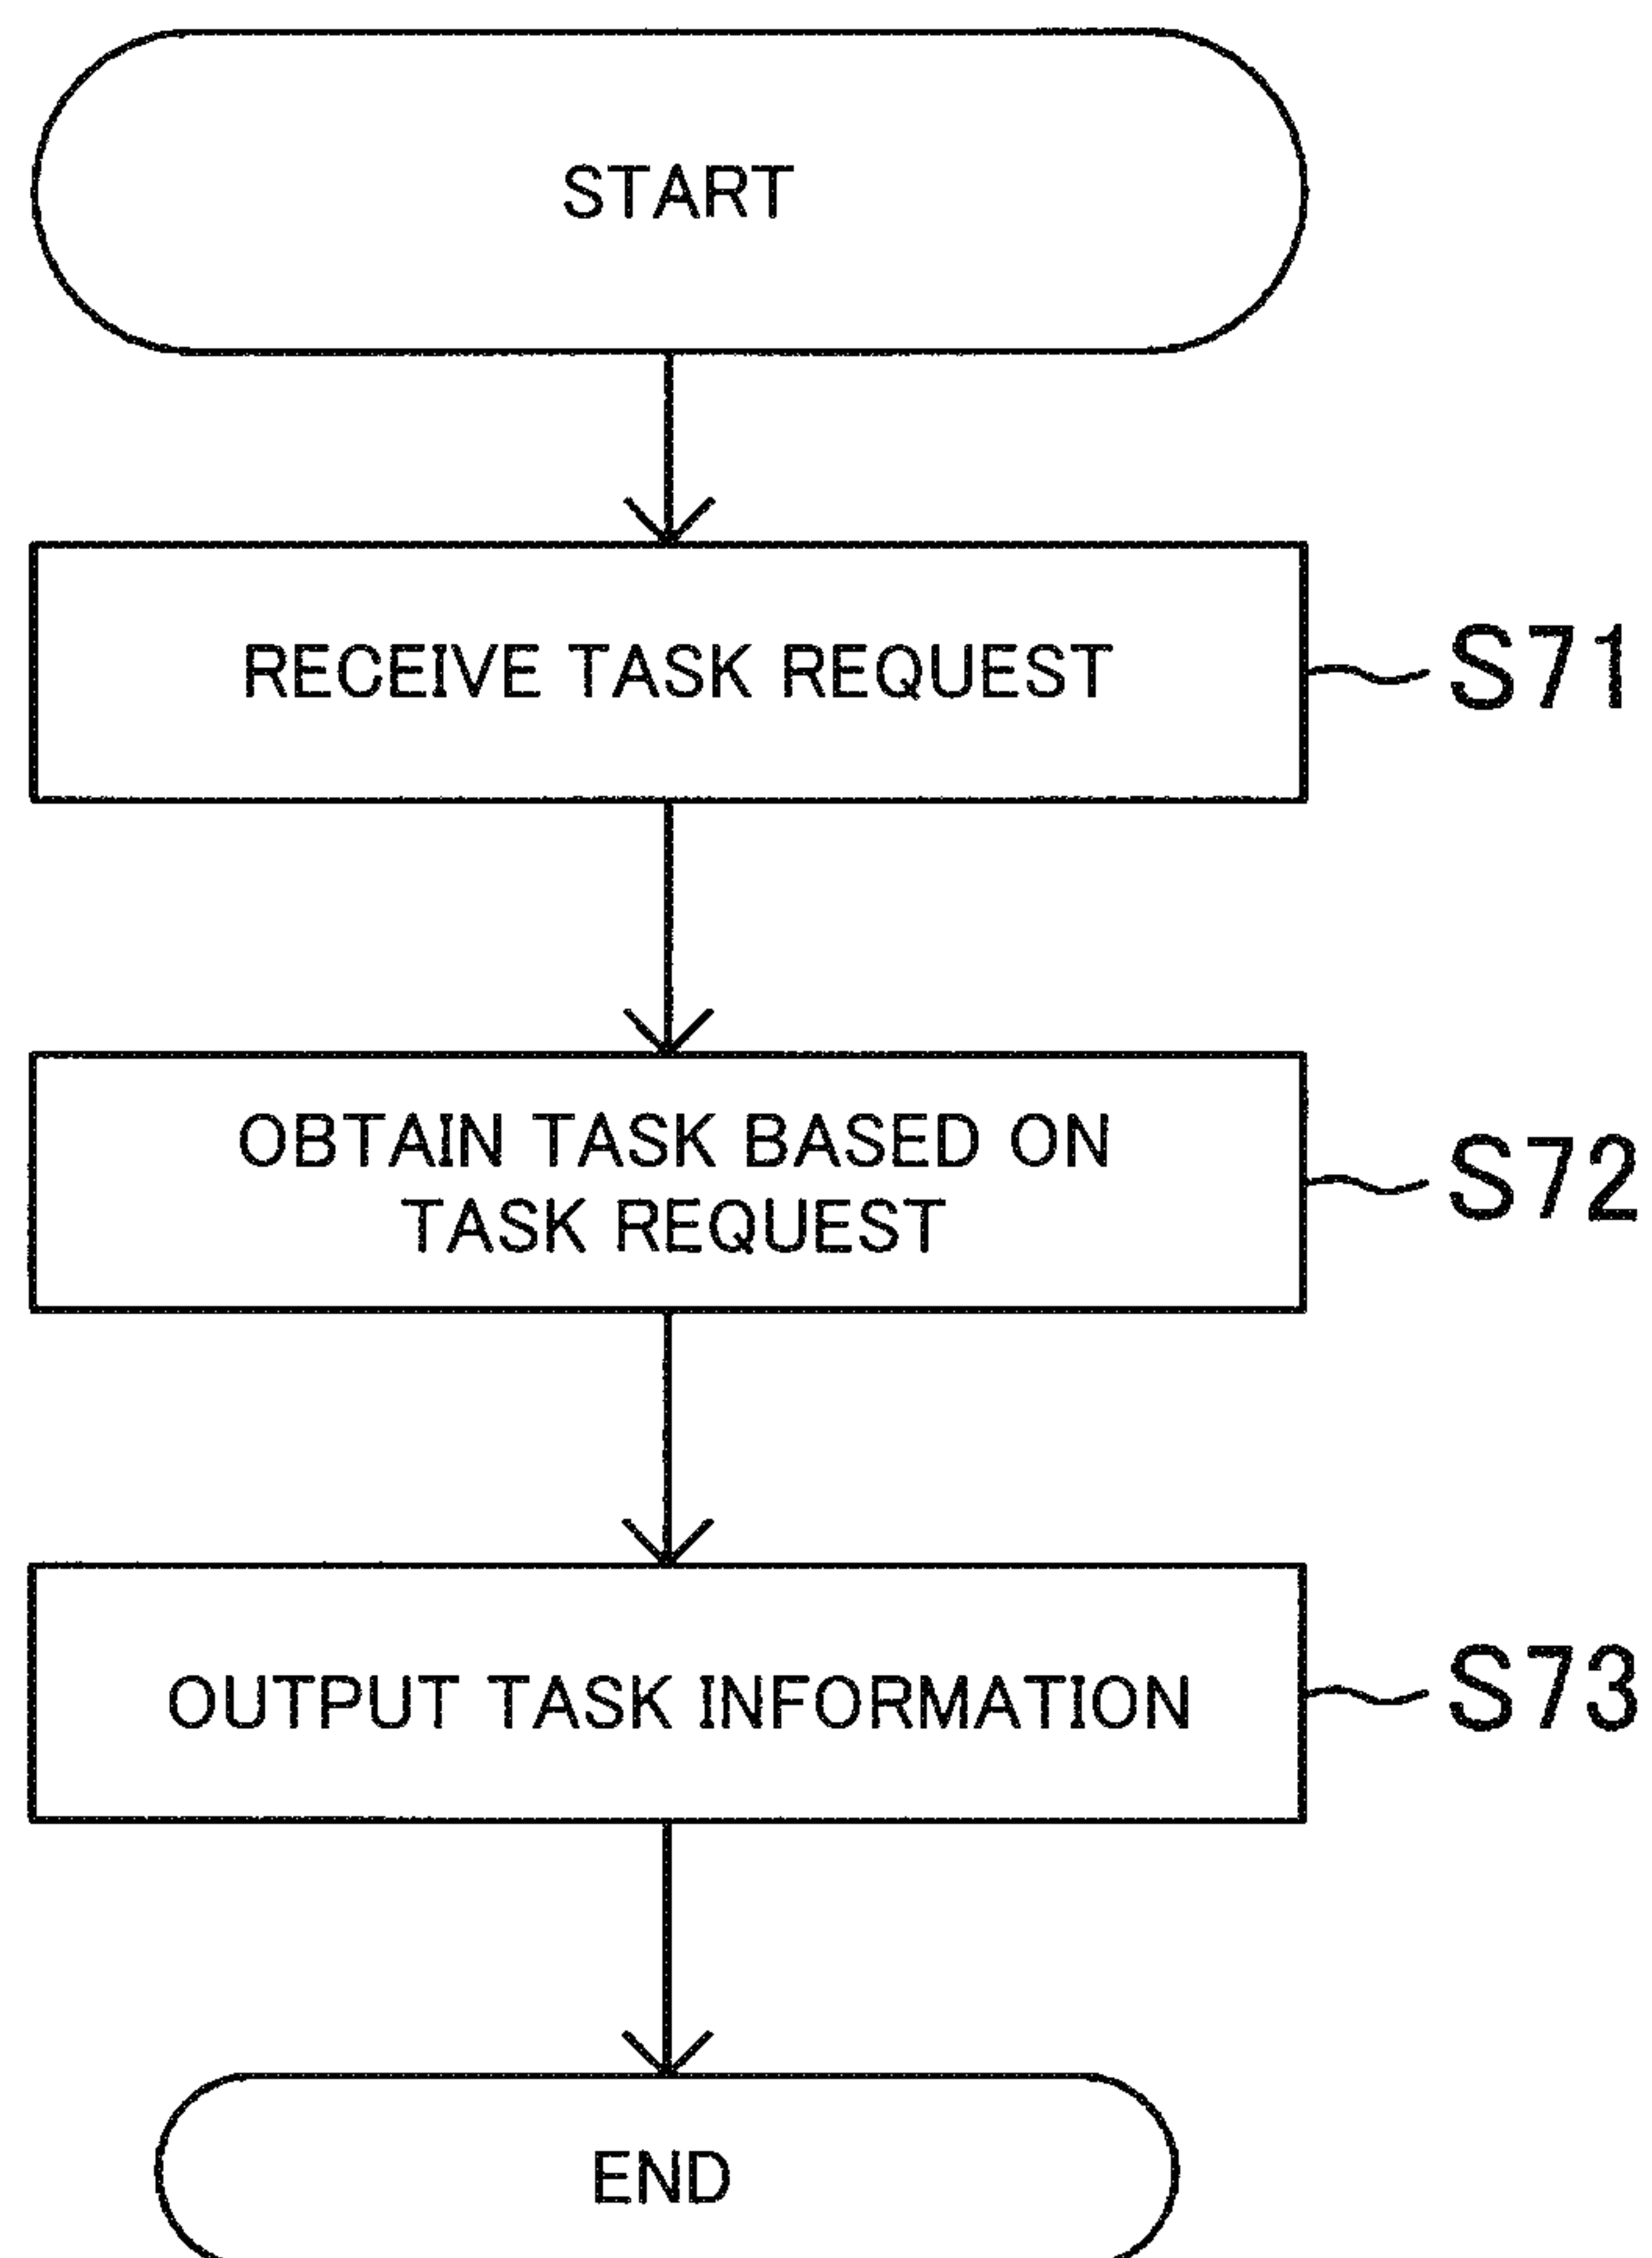 START
RECEIVE TASK REQUEST
S71
OBTAIN TASK BASED ON
TASK REQUEST
S72
OUTPUT TASK INFORMATION
S73
END